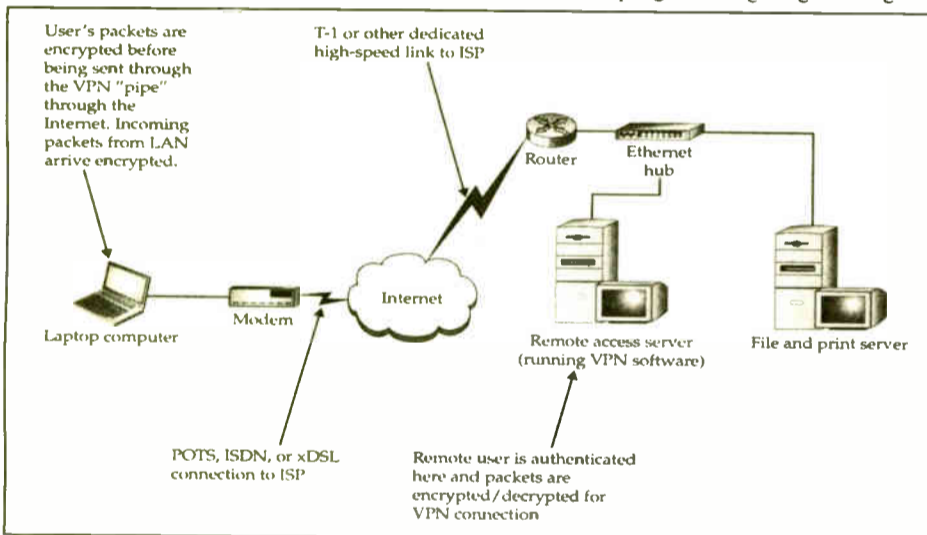 User's packets are
encrypted before
being sent through
the VPN "pipe"
through the
Internet. Incoming
packets from LAN
arrive encrypted.
T-1 or other dedicated
high-speed link to ISP
Router
Ethernet
hub
Internet
Modem
Laptop computer
Remote access server
(running VPN software)
File and print server
POTS, ISDN, or xDSL
connection to ISP
Remote user is authenticated
here and packets are
encrypted/decrypted for
VPN connection